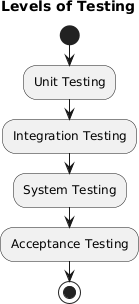 Levels of Testing
Unit Testing
Integration Testing
System Testing
Acceptance Testing